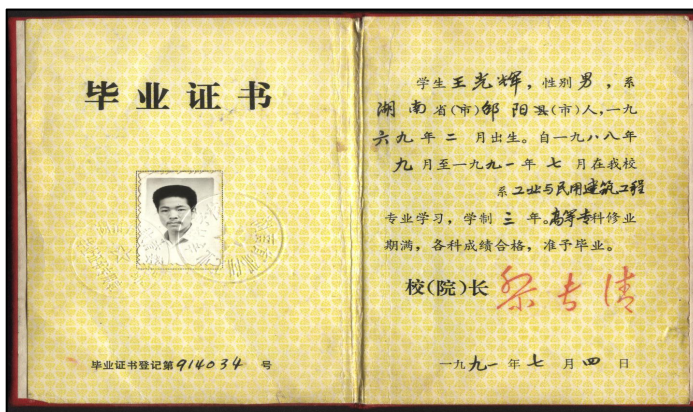 毕业证书
毕业证书登记第914034号
学生王光辉，性别男，系
湖南省(市)邵阳县(市)人，一九
六九年二月出生。自一九八八年
九月至一九九一年七月在我校
系工业与民用建筑工程
专业学习，学制三年。高等专科修业
期满，各科成绩合格，准予毕业。
校(院)长
一九九一年七月四日